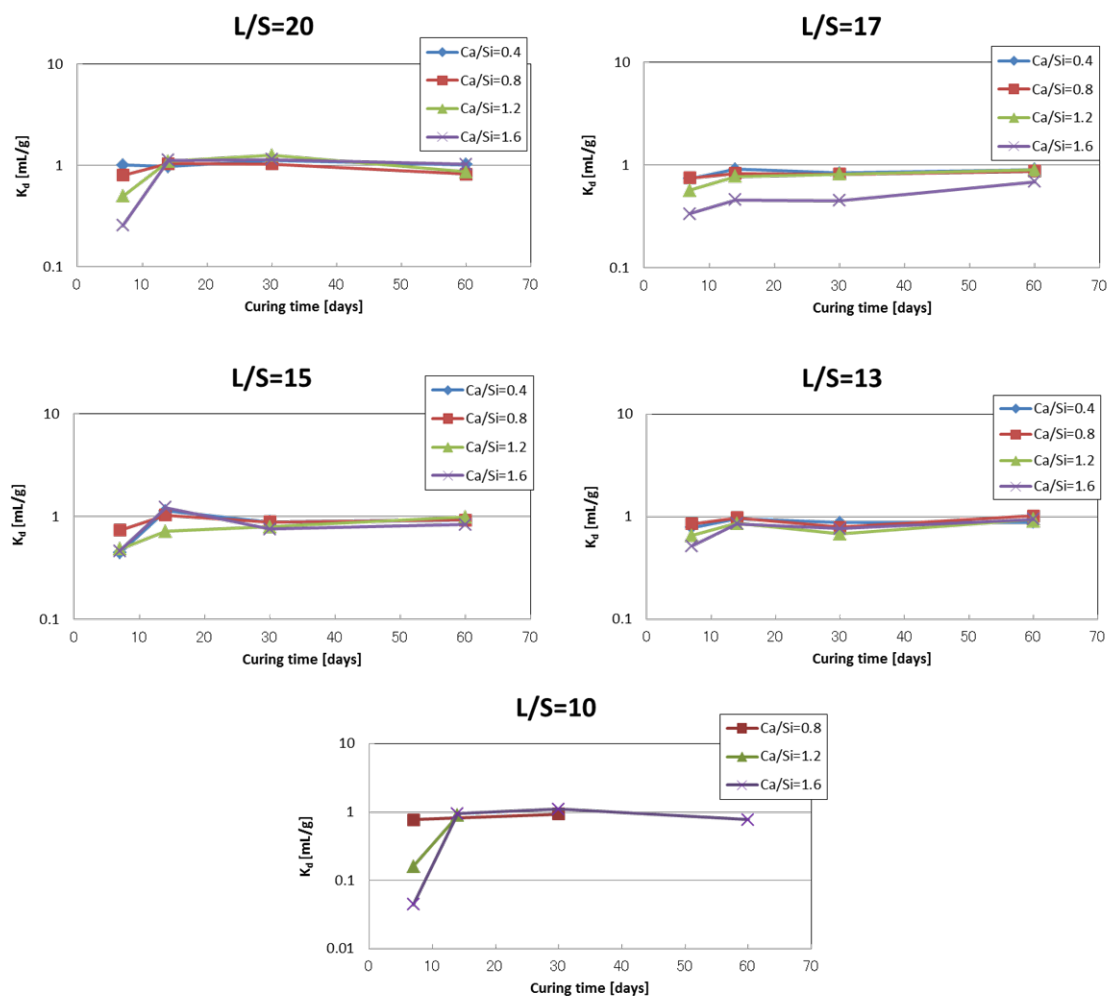 L/S=20
Ca/Si=0.4
Ca/Si=0.8
Ca/Si=1.2
Ca/Si=1.6
10
1
0.1
Kd [mL/g]
0 10 20 30 40 50 60 70
Curing time [days]
L/S=17
Ca/Si=0.4
Ca/Si=0.8
Ca/Si=1.2
Ca/Si=1.6
10
1
0.1
Kd [mL/g]
0 10 20 30 40 50 60 70
Curing time [days]
L/S=15
Ca/Si=0.4
Ca/Si=0.8
Ca/Si=1.2
Ca/Si=1.6
10
1
0.1
Kd [mL/g]
0 10 20 30 40 50 60 70
Curing time [days]
L/S=13
Ca/Si=0.4
Ca/Si=0.8
Ca/Si=1.2
Ca/Si=1.6
10
1
0.1
Kd [mL/g]
0 10 20 30 40 50 60 70
Curing time [days]
L/S=10
Ca/Si=0.8
Ca/Si=1.2
Ca/Si=1.6
10
1
0.1
0.01
Kd [mL/g]
0 10 20 30 40 50 60 70
Curing time [days]